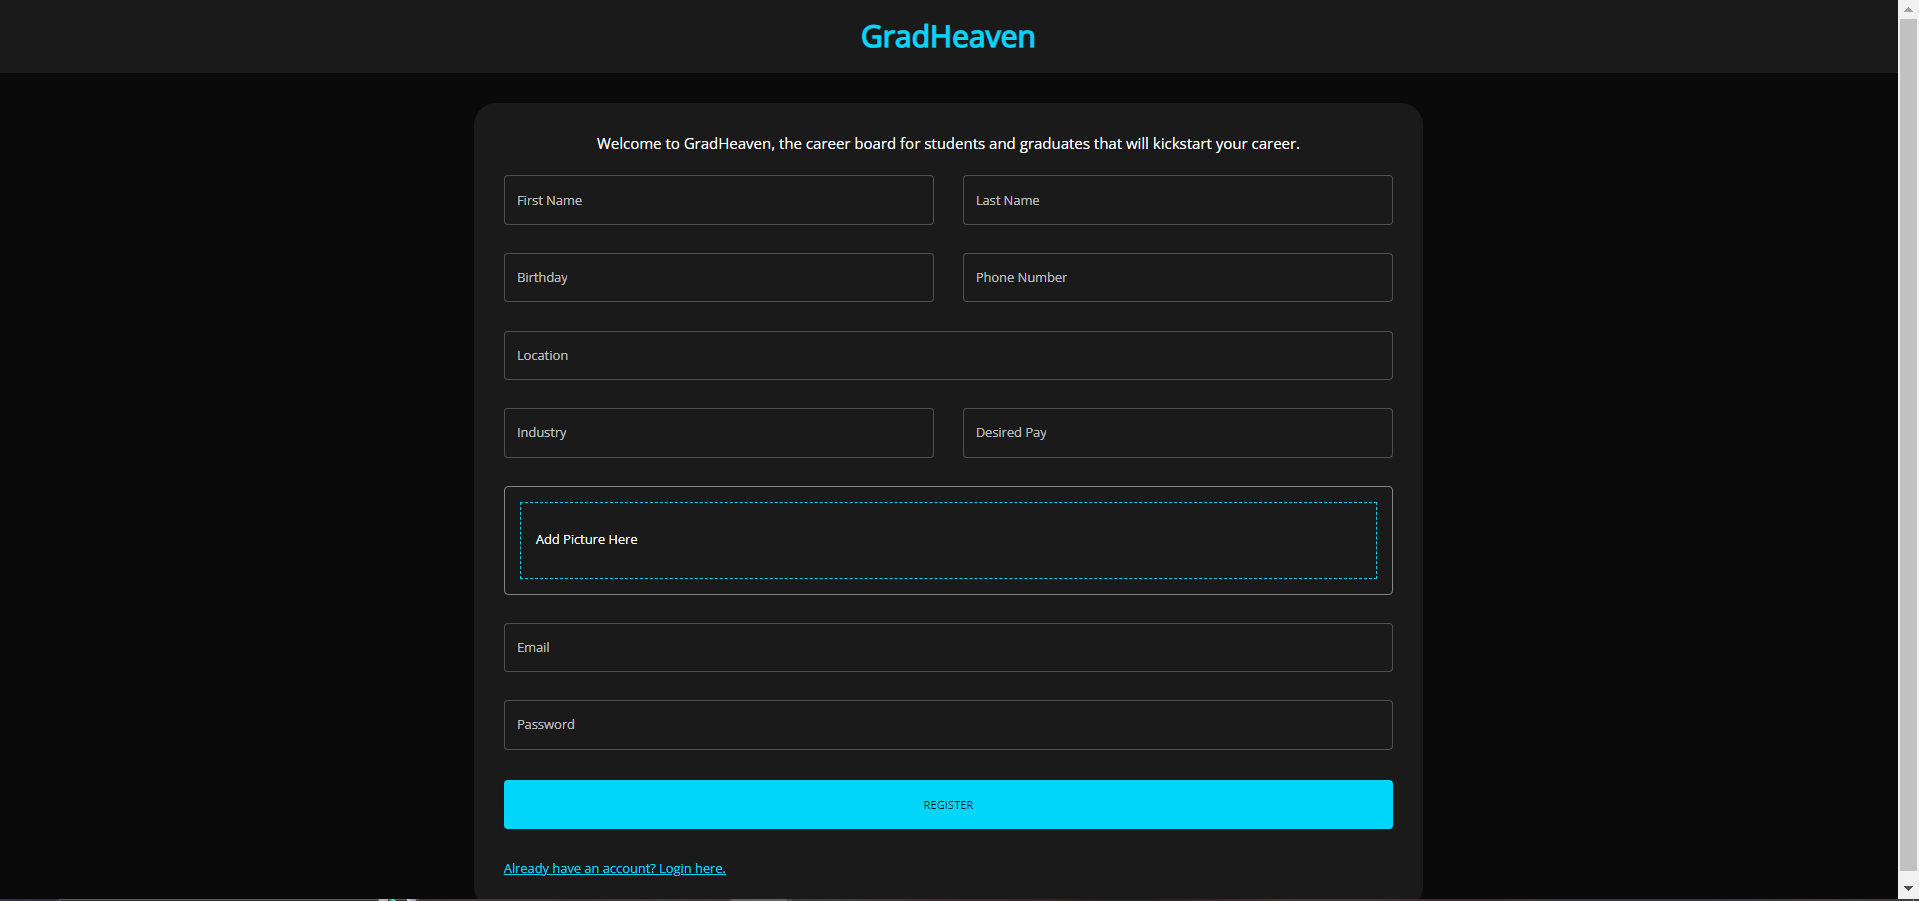 GradHeaven
Welcome to GradHeaven, the career board for students and graduates that will kickstart your career.
First Name
Last Name
Birthday
Phone Number
Location
Industry
Desired Pay
Add Picture Here
Email
Password
REGISTER
Already have an account? Login here.